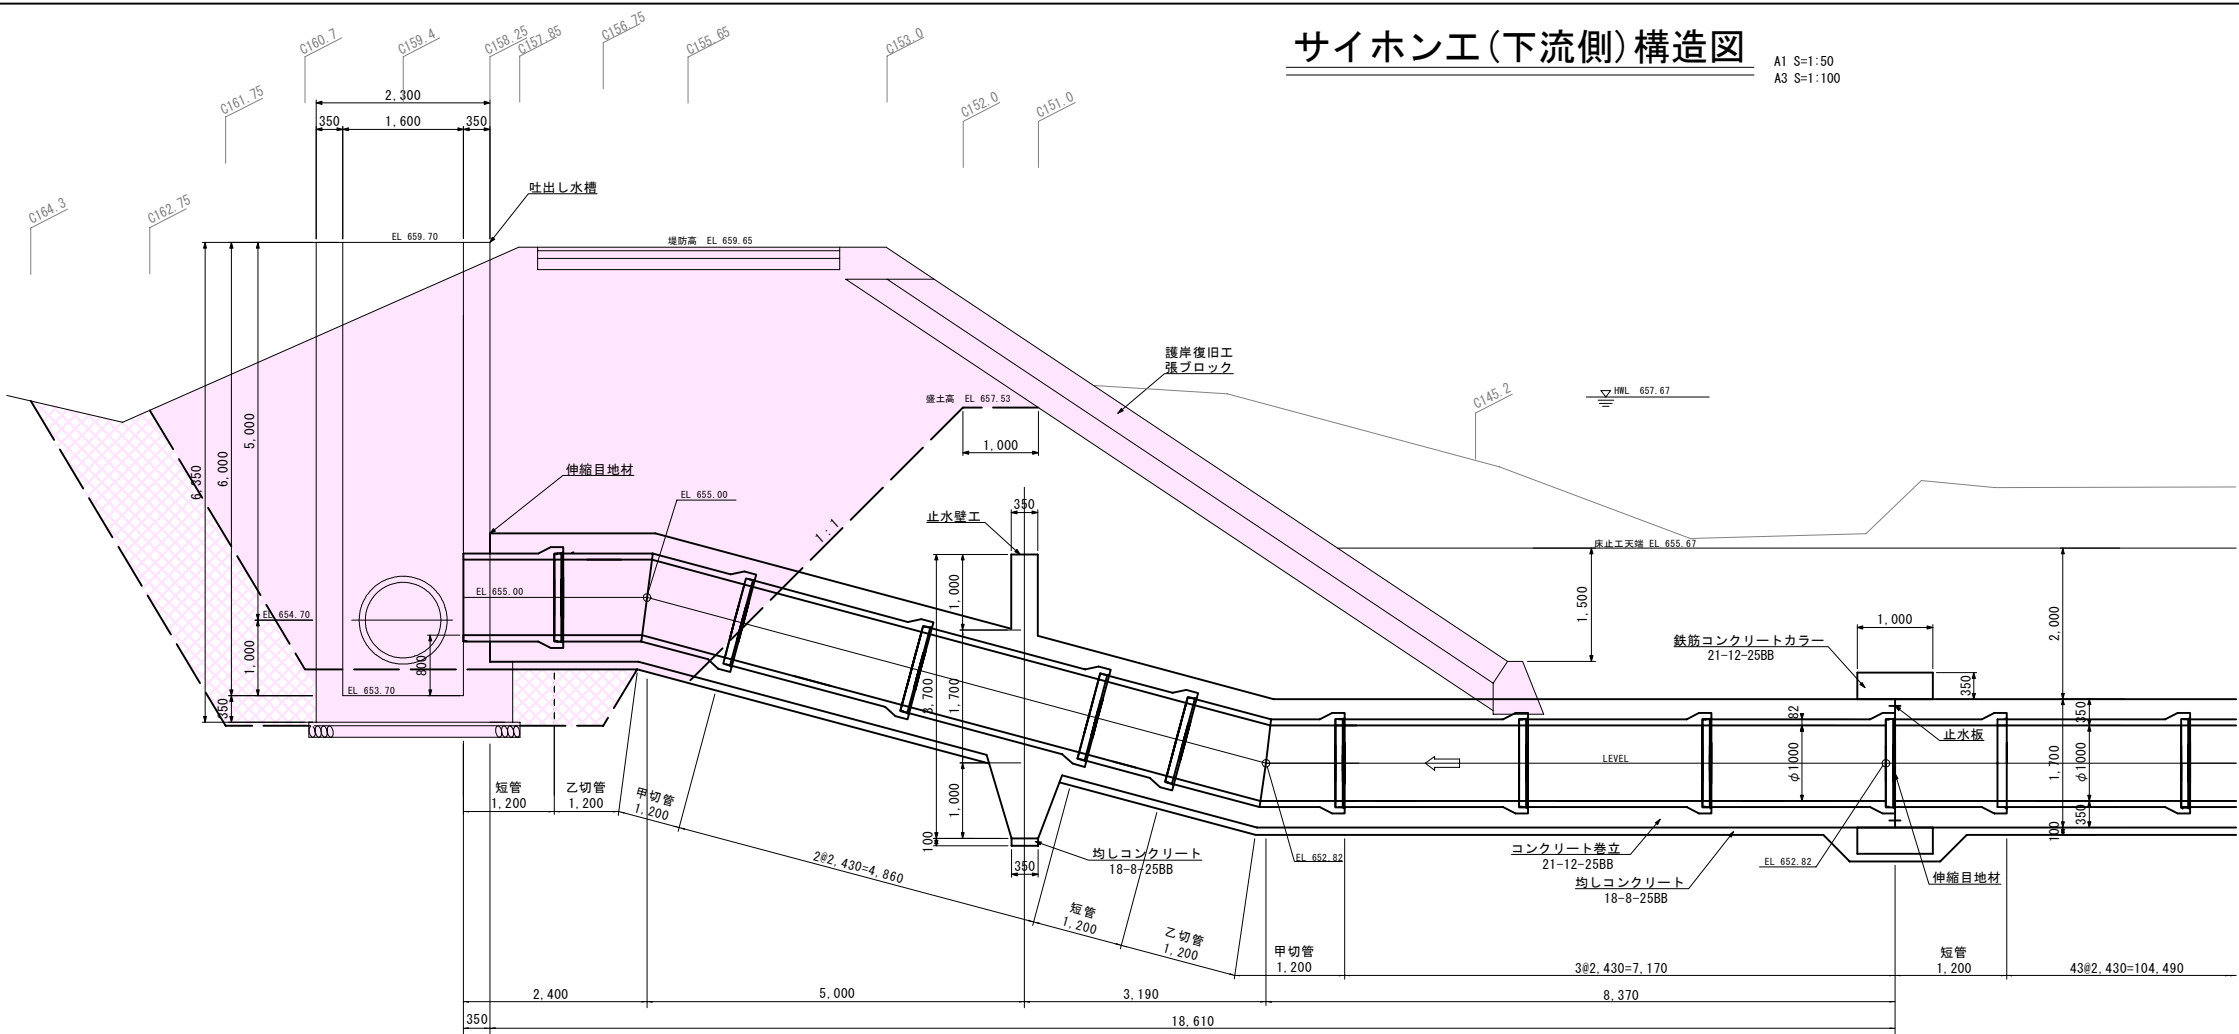 サイホン工(下流側)構造図
A1 S=1:50
A3 S=1:100
C164.3
C162.75
C161.75
C160.7
C159.4
C158.25
C157.85
C156.75
C155.65
C153.0
C152.0
C151.0
C145.2
2,300
350
1,600
350
吐出し水槽
EL 659.70
堤防高 EL 659.65
護岸復旧工
張ブロック
HWL 657.67
盛土高 EL 657.53
1,000
5,000
6,000
6,350
伸縮目地材
EL 655.00
1:1
止水壁工
350
床止工天端 EL 655.67
1,500
2,000
EL 655.00
EL 654.70
1,000
800
EL 653.70
350
1,000
3,700
1,700
1,000
100
350
均しコンクリート
18-8-25BB
鉄筋コンクリートカラー
21-12-25BB
1,000
350
止水板
82
φ1000
350
1,700
φ1000
350
100
LEVEL
EL 652.82
コンクリート巻立
21-12-25BB
均しコンクリート
18-8-25BB
EL 652.82
伸縮目地材
短管
1,200
乙切管
1,200
甲切管
1,200
2@2,430=4,860
短管
1,200
乙切管
1,200
甲切管
1,200
3@2,430=7,170
短管
1,200
43@2,430=104,490
2,400
5,000
3,190
8,370
350
18,610